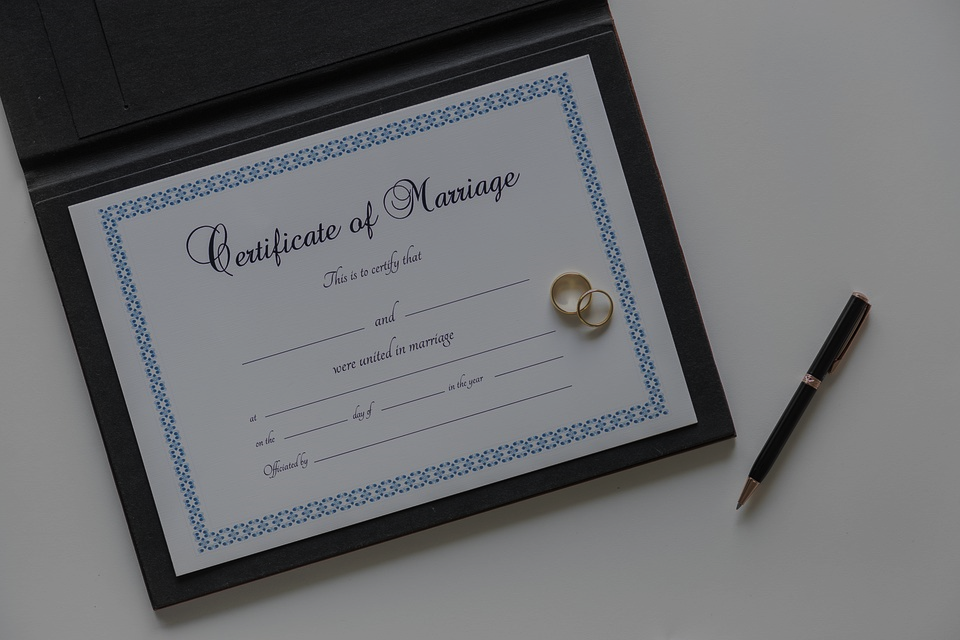 Certificate of Marriage
This is to certify that
and
were united in marriage
at
on the day of in the year
Officiated by